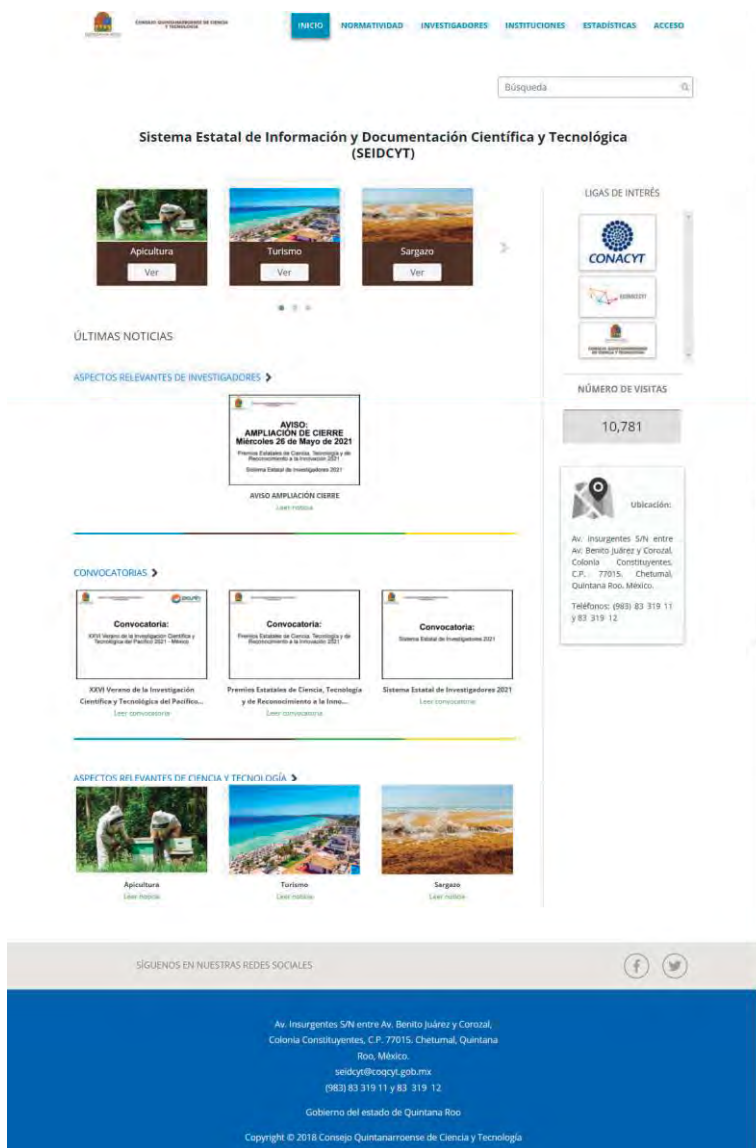 CONSEJO QUINTANARROENSE DE CIENCIA
Y TECNOLOGÍA
INICIO
NORMATIVIDAD
INVESTIGADORES
INSTITUCIONES
ESTADÍSTICAS
ACCESO
Búsqueda
Sistema Estatal de Información y Documentación Científica y Tecnológica
(SEIDCYT)
Apicultura
Ver
Turismo
Ver
Sargazo
Ver
LIGAS DE INTERÉS
CONACYT
CONSEJO QUINTANARROENSE
DE CIENCIA Y TECNOLOGÍA
NÚMERO DE VISITAS
10,781
Ubicación:
Av. Insurgentes S/N entre
Av. Benito Juárez y Corozal,
Colonia Constituyentes,
C.P. 77015. Chetumal,
Quintana Roo, México.
Teléfonos: (983) 83 319 11
y 83 319 12
ÚLTIMAS NOTICIAS
ASPECTOS RELEVANTES DE INVESTIGADORES
AVISO:
AMPLIACIÓN DE CIERRE
Miércoles 26 de Mayo de 2021
Premios Estatales de Ciencia, Tecnología y de
Reconocimiento a la Innovación 2021
Sistema Estatal de Investigadores 2021
AVISO AMPLIACIÓN CIERRE
Leer noticia
CONVOCATORIAS
Convocatoria:
XXVI Verano de la Investigación Científica y
Tecnológica del Pacífico 2021 - México
XXVI Verano de la Investigación
Científica y Tecnológica del Pacífico...
Leer convocatoria
Convocatoria:
Premios Estatales de Ciencia, Tecnología y de
Reconocimiento a la Innovación 2021
Premios Estatales de Ciencia, Tecnología
y de Reconocimiento a la Inno...
Leer convocatoria
Convocatoria:
Sistema Estatal de Investigadores 2021
Sistema Estatal de Investigadores 2021
Leer convocatoria
ASPECTOS RELEVANTES DE CIENCIA Y TECNOLOGÍA
Apicultura
Leer noticia
Turismo
Leer noticia
Sargazo
Leer noticia
SÍGUENOS EN NUESTRAS REDES SOCIALES
Av. Insurgentes S/N entre Av. Benito Juárez y Corozal,
Colonia Constituyentes, C.P. 77015. Chetumal, Quintana
Roo, México.
seidcyt@coqcyt.gob.mx
(983) 83 319 11 y 83 319 12
Gobierno del estado de Quintana Roo
Copyright © 2018 Consejo Quintanarroense de Ciencia y Tecnología